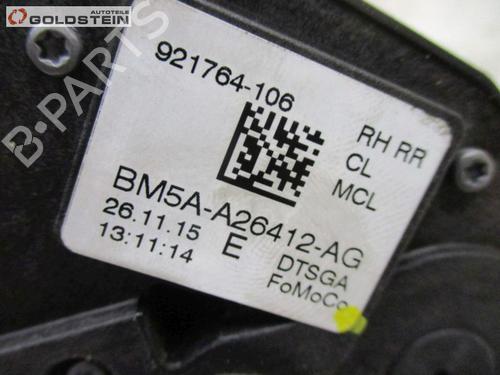 AUTOTEILE
GOLDSTEIN
B-PARTS
921764-106
RH RR
CL
MCL
BM5A-A26412-AG
26.11.15
E
DTSGA
13:11:14
FoMoCo